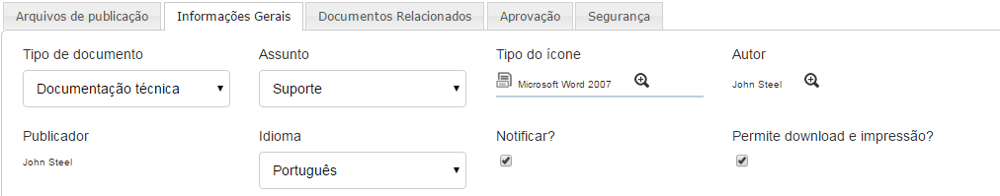 Arquivos de publicação Informações Gerais Documentos Relacionados Aprovação Segurança
Tipo de documento Assunto Tipo do ícone Autor
Documentação técnica Suporte Microsoft Word 2007 John Steel
Publicador Idioma Notificar? Permite download e impressão?
John Steel Português